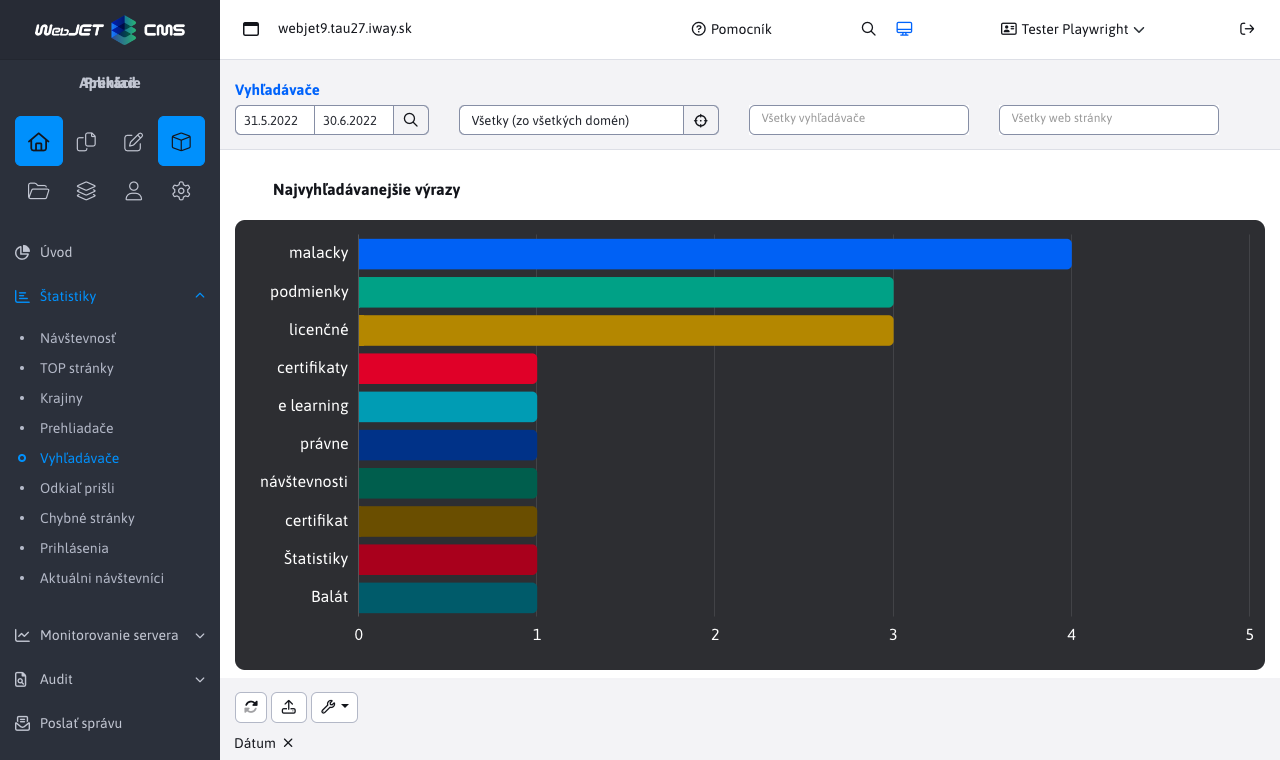 WebJET CMS
webjet9.tau27.iway.sk
Pomocník
Tester Playwright
Vyhľadávače
31.5.2022
30.6.2022
Všetky (zo všetkých domén)
Všetky vyhľadávače
Všetky web stránky
Úvod
Štatistiky
Návštevnosť
TOP stránky
Krajiny
Prehliadače
Vyhľadávače
Odkiaľ prišli
Chybné stránky
Prihlásenia
Aktuálni návštevníci
Monitorovanie servera
Audit
Poslať správu
Najvyhľadávanejšie výrazy
malacky
podmienky
licenčné
certifikaty
e learning
právne
návštevnosti
certifikat
Štatistiky
Balát
0 1 2 3 4 5
Dátum